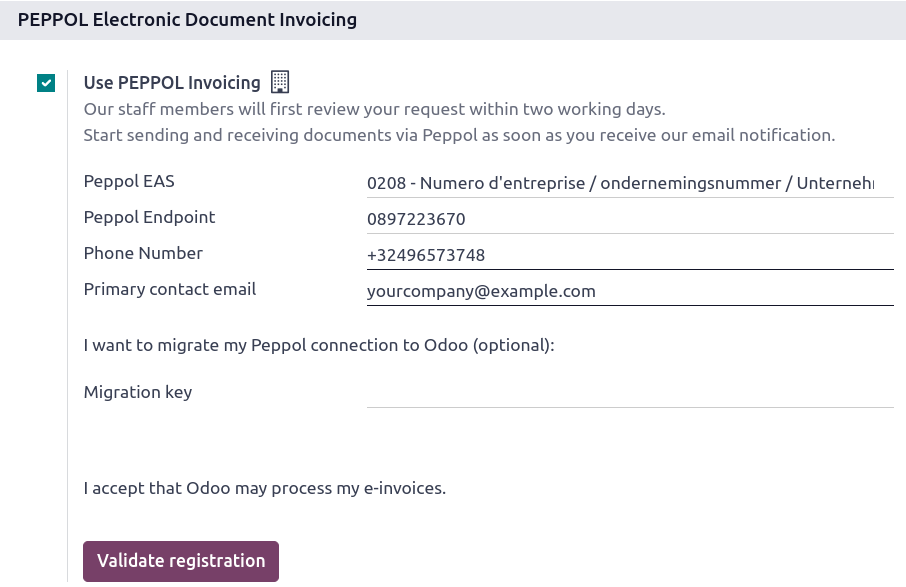 PEPPOL Electronic Document Invoicing
Use PEPPOL Invoicing
Our staff members will first review your request within two working days.
Start sending and receiving documents via Peppol as soon as you receive our email notification.
Peppol EAS 0208 - Numero d'entreprise / ondernemingsnummer / Unterneh
Peppol Endpoint 0897223670
Phone Number +32496573748
Primary contact email yourcompany@example.com
I want to migrate my Peppol connection to Odoo (optional):
Migration key
I accept that Odoo may process my e-invoices.
Validate registration